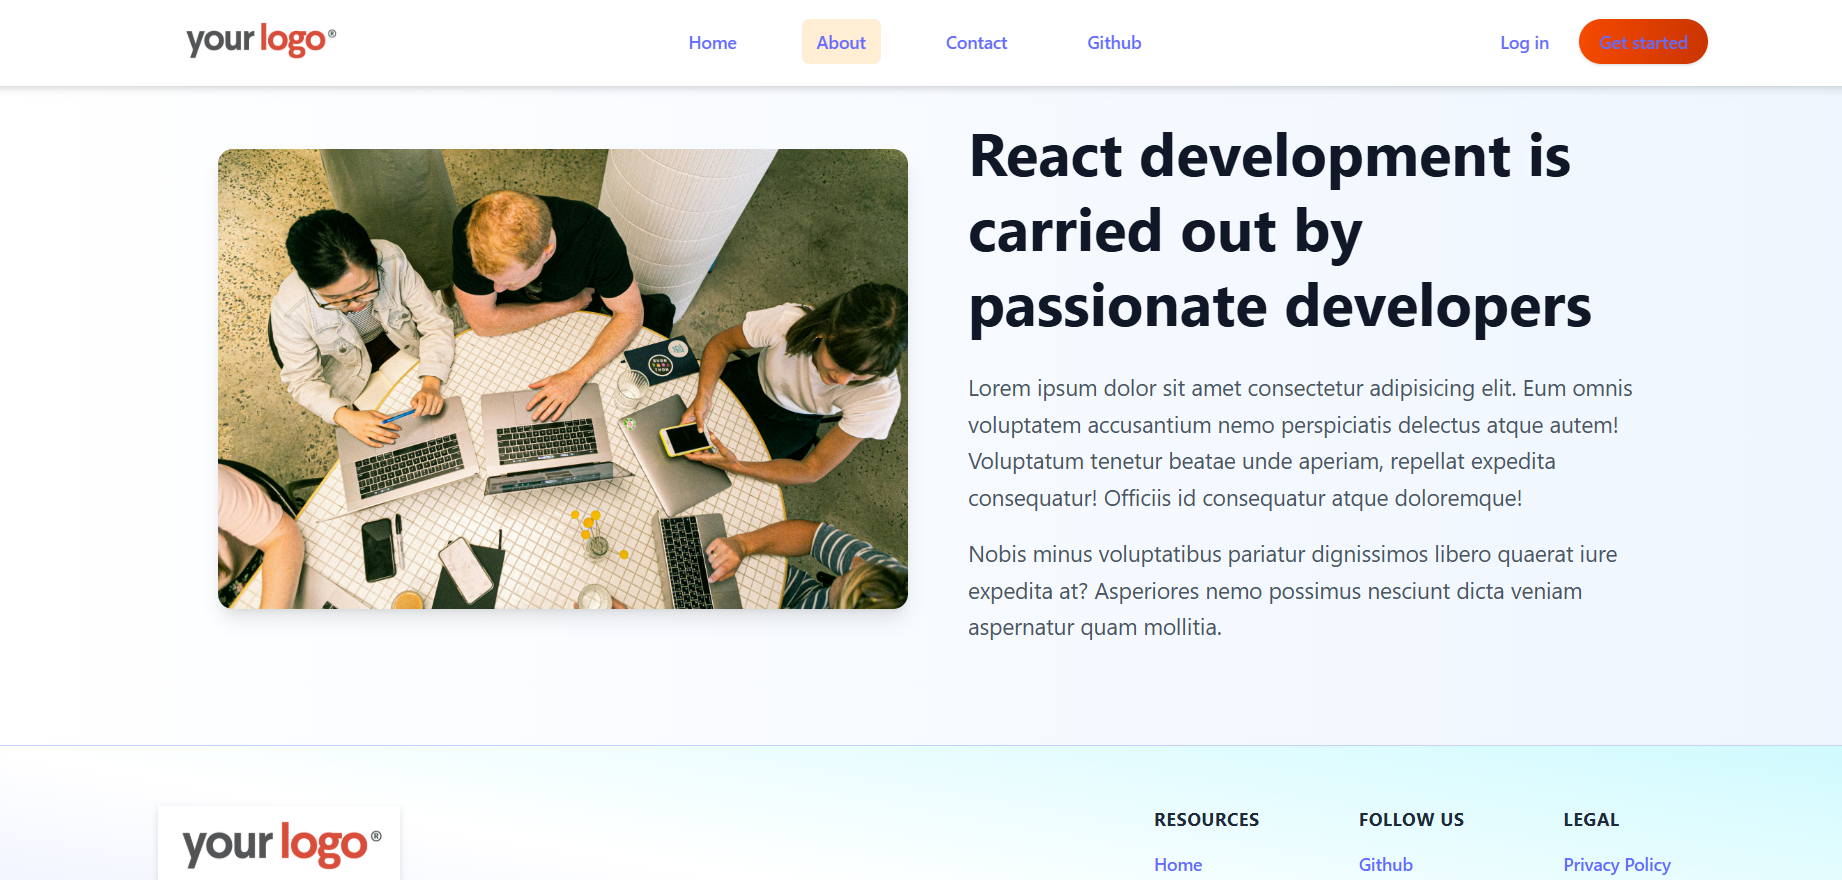 your logo®
Home
About
Contact
Github
Log in
Get started
React development is
carried out by
passionate developers
Lorem ipsum dolor sit amet consectetur adipisicing elit. Eum omnis
voluptatem accusantium nemo perspiciatis delectus atque autem!
Voluptatum tenetur beatae unde aperiam, repellat expedita
consequatur! Officiis id consequatur atque doloremque!
Nobis minus voluptatibus pariatur dignissimos libero quaerat iure
expedita at? Asperiores nemo possimus nesciunt dicta veniam
aspernatur quam mollitia.
your logo®
RESOURCES
Home
FOLLOW US
Github
LEGAL
Privacy Policy